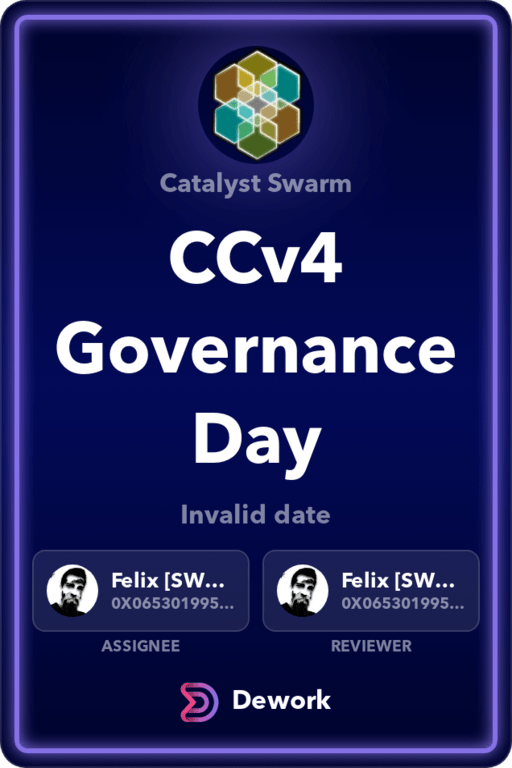 Catalyst Swarm
CCv4
Governance
Day
Invalid date
Felix [SW...
0X065301995...
ASSIGNEE
Felix [SW...
0X065301995...
REVIEWER
Dework